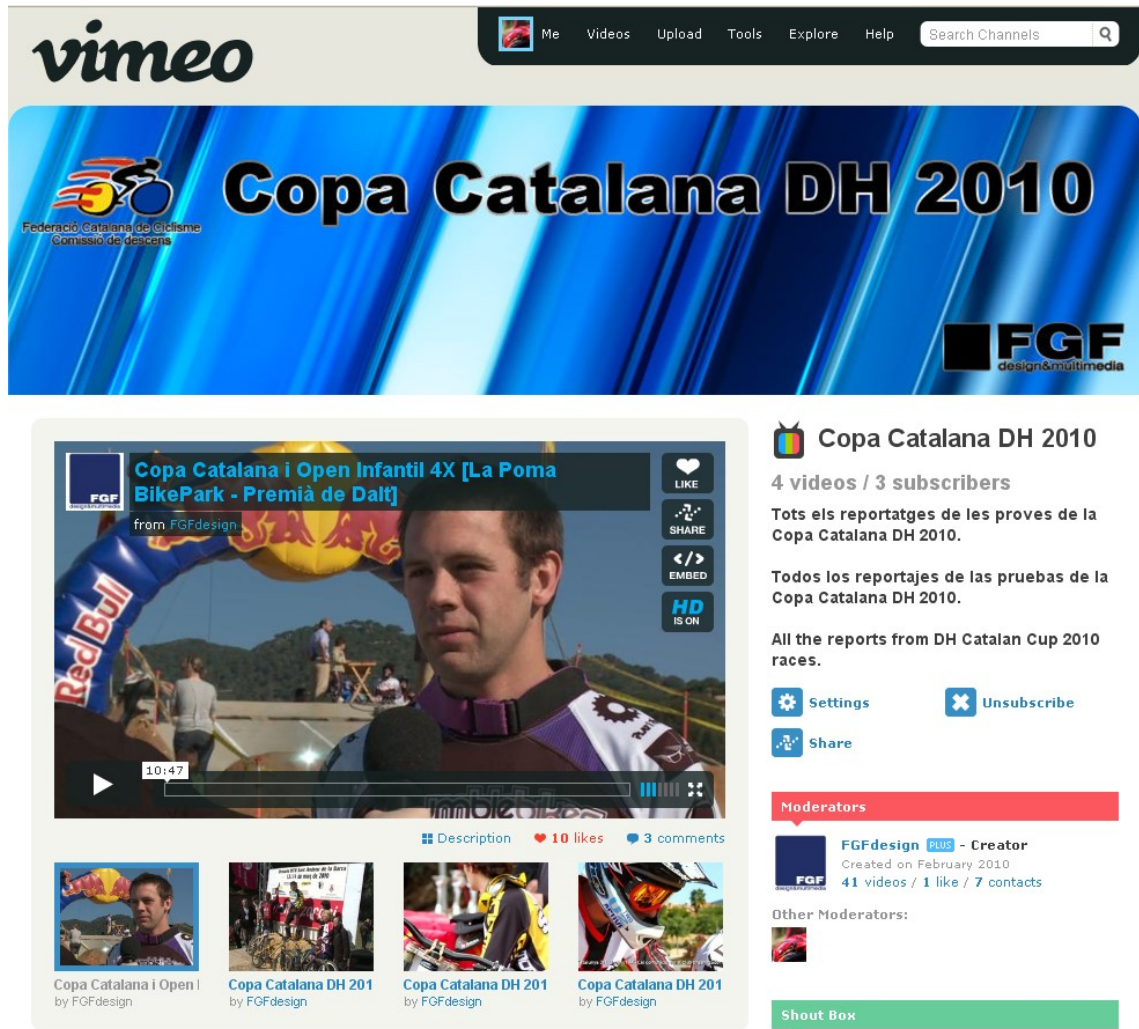 vimeo
Me Videos Upload Tools Explore Help Search Channels
Copa Catalana DH 2010
Federació Catalana de Ciclisme
Comissió de descens
FGF
design&multimedia
Copa Catalana i Open Infantil 4X [La Poma
BikePark - Premià de Dalt]
from FGFdesign
FGF
design&multimedia
LIKE
SHARE
EMBED
HD
IS ON
Red Bull
10:47
Description 10 likes 3 comments
Copa Catalana i Open I
by FGFdesign
Copa Catalana DH 201
by FGFdesign
Copa Catalana DH 201
by FGFdesign
Copa Catalana DH 201
by FGFdesign
Copa Catalana DH 2010
4 videos / 3 subscribers
Tots els reportatges de les proves de la
Copa Catalana DH 2010.
Todos los reportajes de las pruebas de la
Copa Catalana DH 2010.
All the reports from DH Catalan Cup 2010
races.
Settings Unsubscribe
Share
Moderators
FGF
design&multimedia
FGFdesign PLUS - Creator
Created on February 2010
41 videos / 1 like / 7 contacts
Other Moderators:
Shout Box